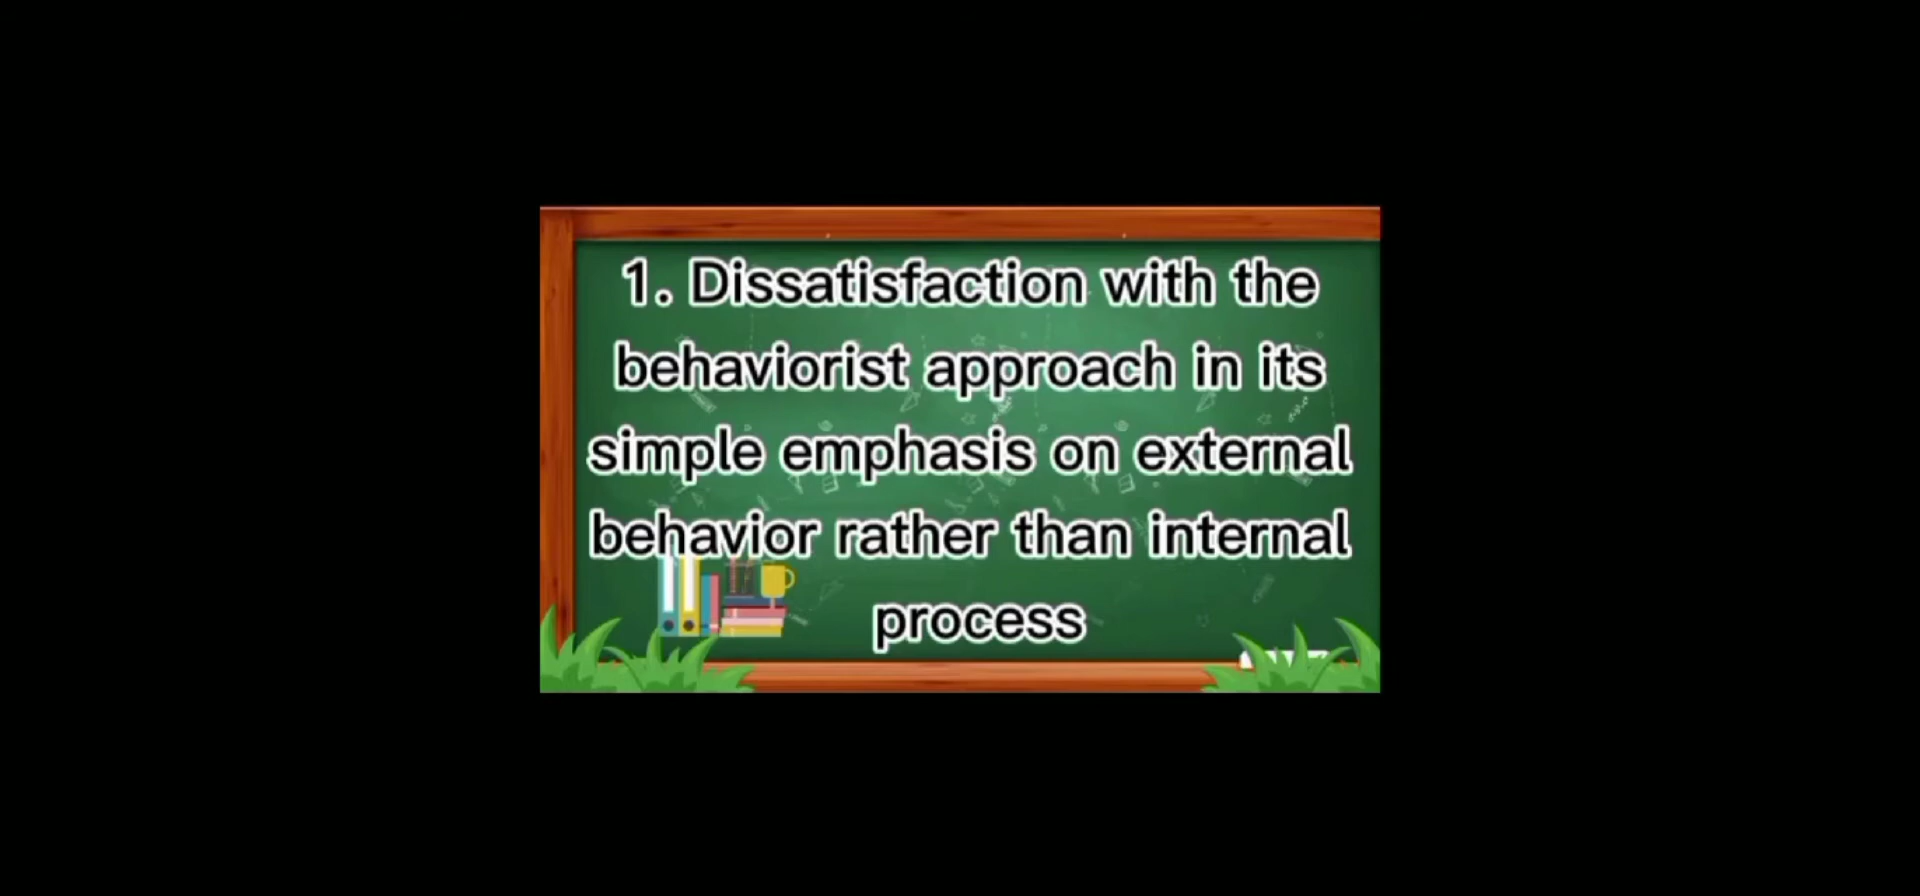 1. Dissatisfaction with the
behaviorist approach in its
simple emphasis on external
behavior rather than internal
process